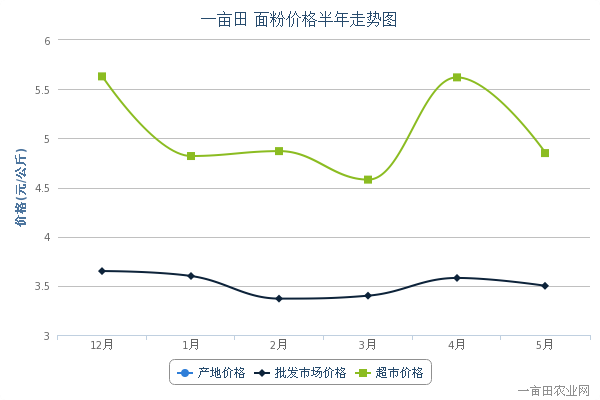 一亩田 面粉价格半年走势图
价格(元/公斤)
6
5.5
5
4.5
4
3.5
3
12月 1月 2月 3月 4月 5月
产地价格 批发市场价格 超市价格
一亩田农业网